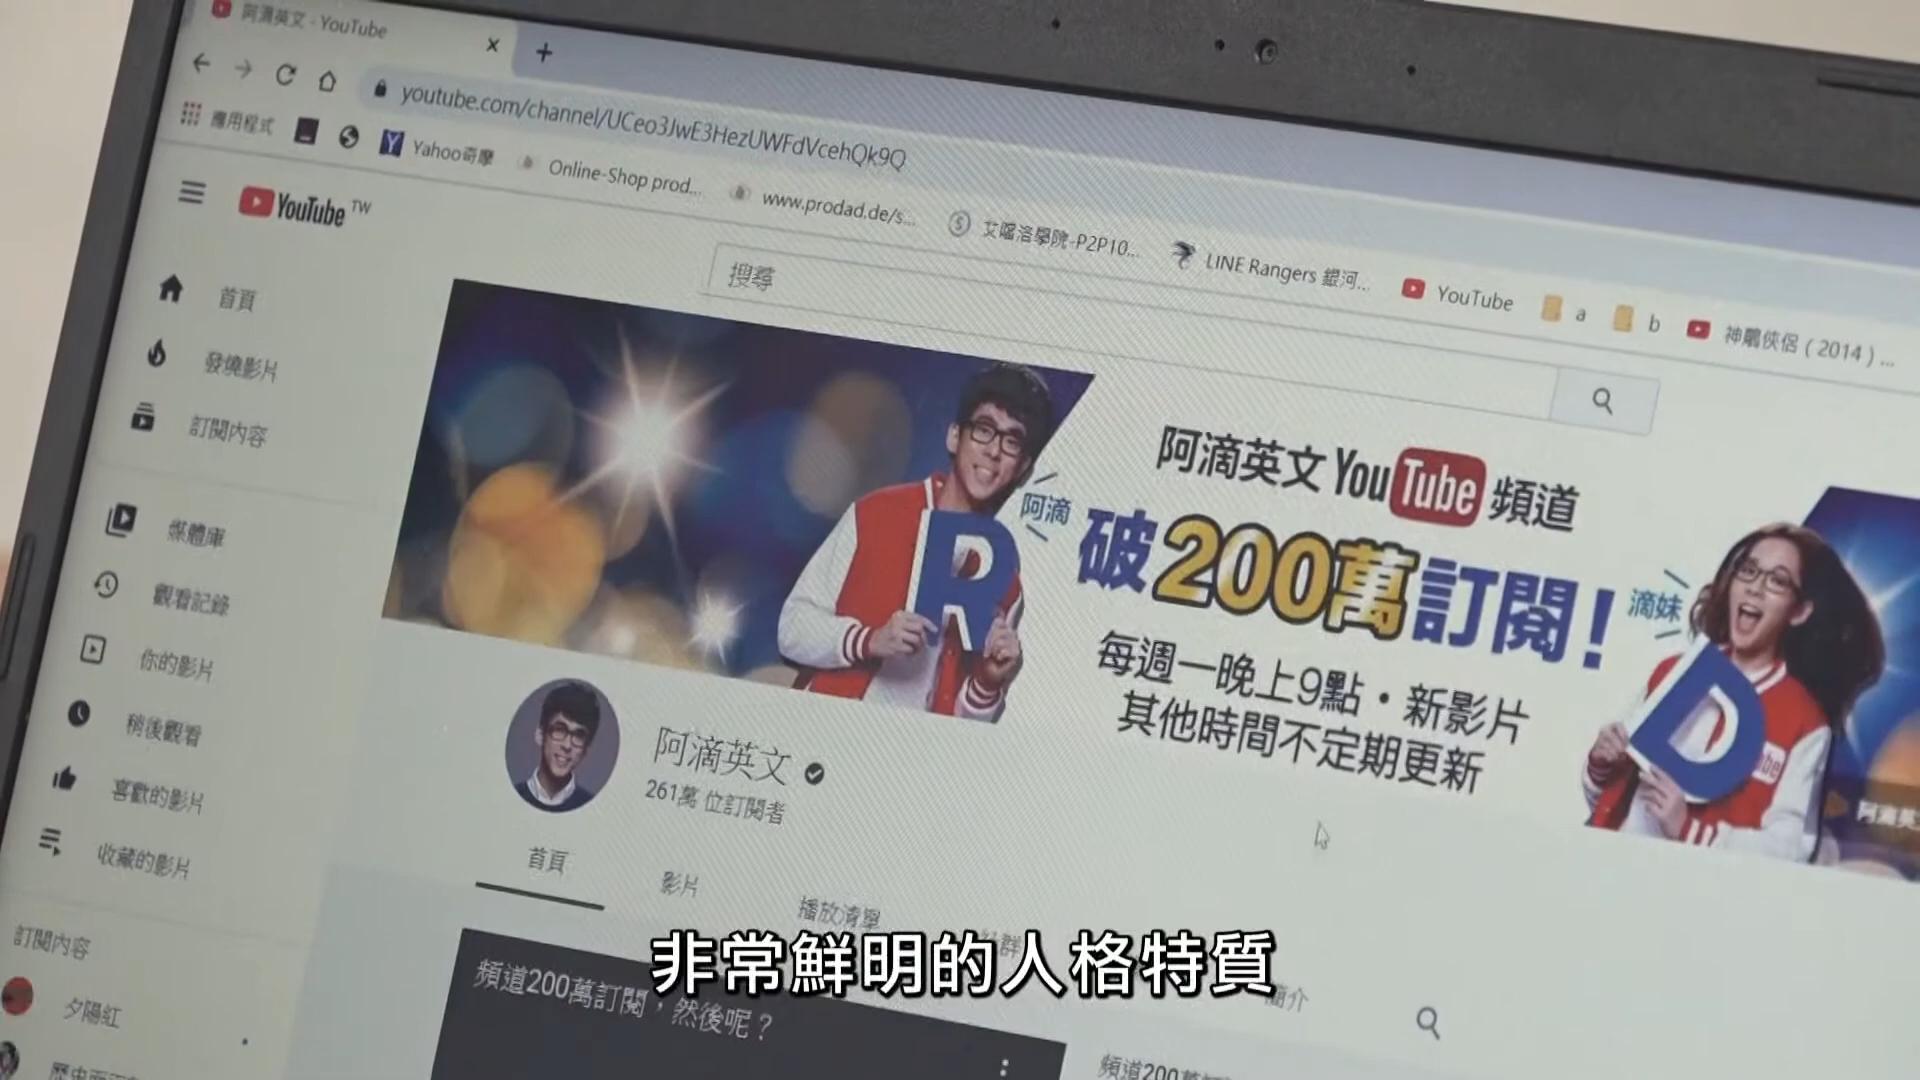 阿滴英文 - YouTube
youtube.com/channel/UCeo3JwE3HezUWFdVcehQk9Q
應用程式
Yahoo奇摩
Online-Shop prod...
www.prodad.de/s...
艾噹洛學院-P2P10...
LINE Rangers 銀河...
YouTube
a
b
神鵰俠侶（2014）...
YouTube TW
搜尋
首頁
發燒影片
訂閱內容
媒體庫
觀看記錄
你的影片
稍後觀看
喜歡的影片
收藏的影片
訂閱內容
夕陽紅
R
阿滴
阿滴英文 YouTube 頻道
破200萬訂閱！
每週一晚上9點・新影片
其他時間不定期更新
滴妹
D
阿滴英文
261萬 位訂閱者
首頁
影片
播放清單
社群
簡介
頻道200萬訂閱，然後呢？
非常鮮明的人格特質